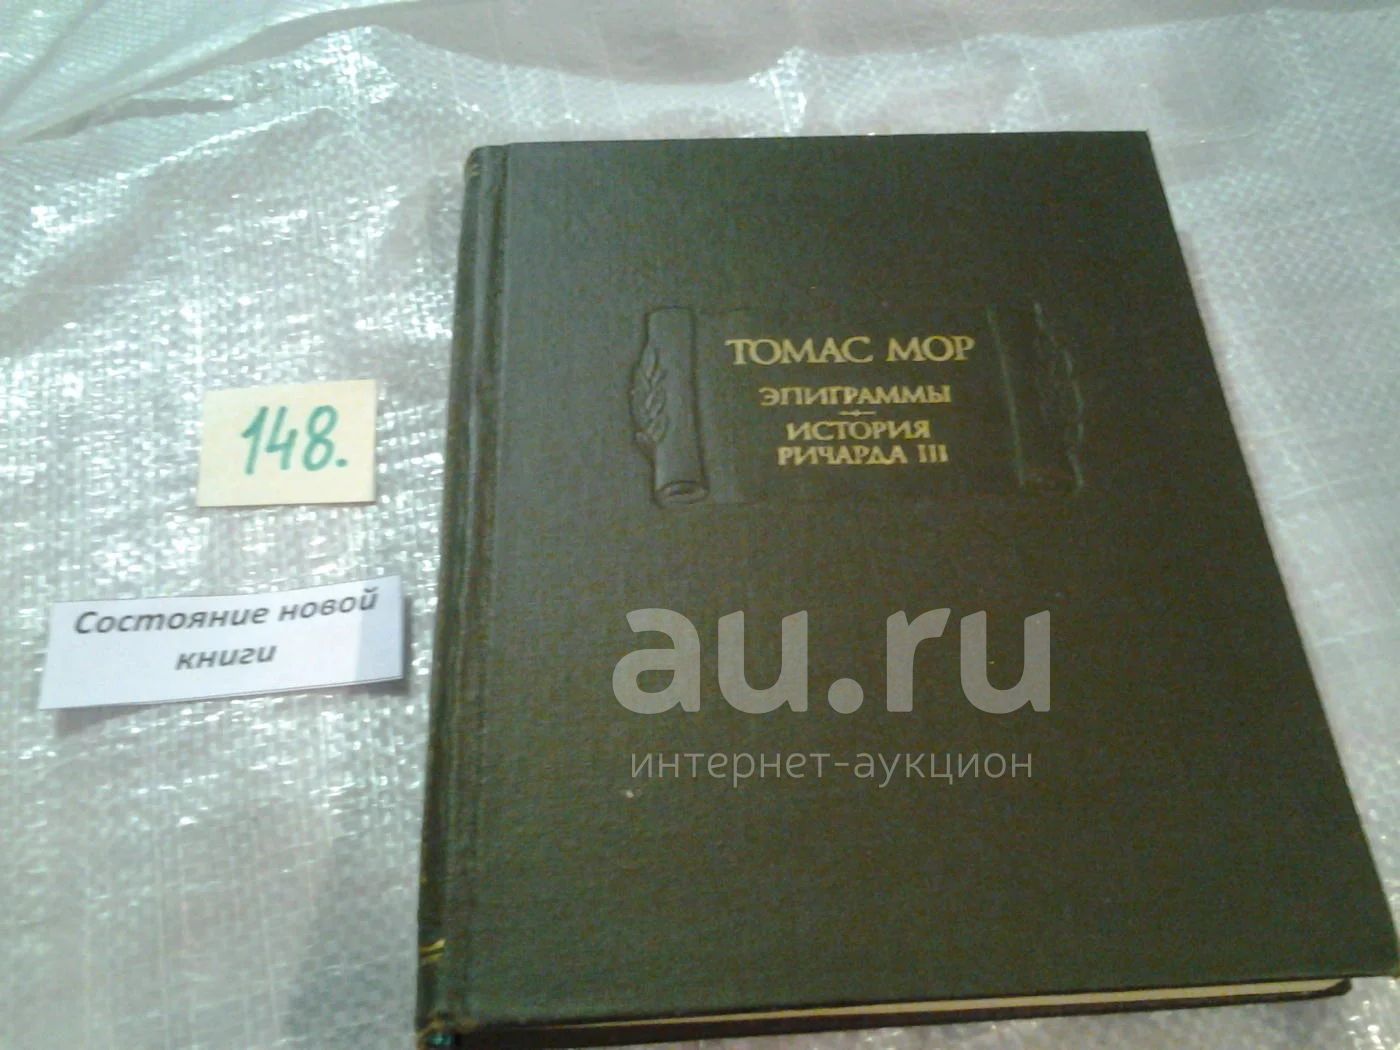 ТОМАС МОР
ЭПИГРАММЫ
ИСТОРИЯ
РИЧАРДА III
148.
Состояние новой
книги
au.ru
интернет-аукцион